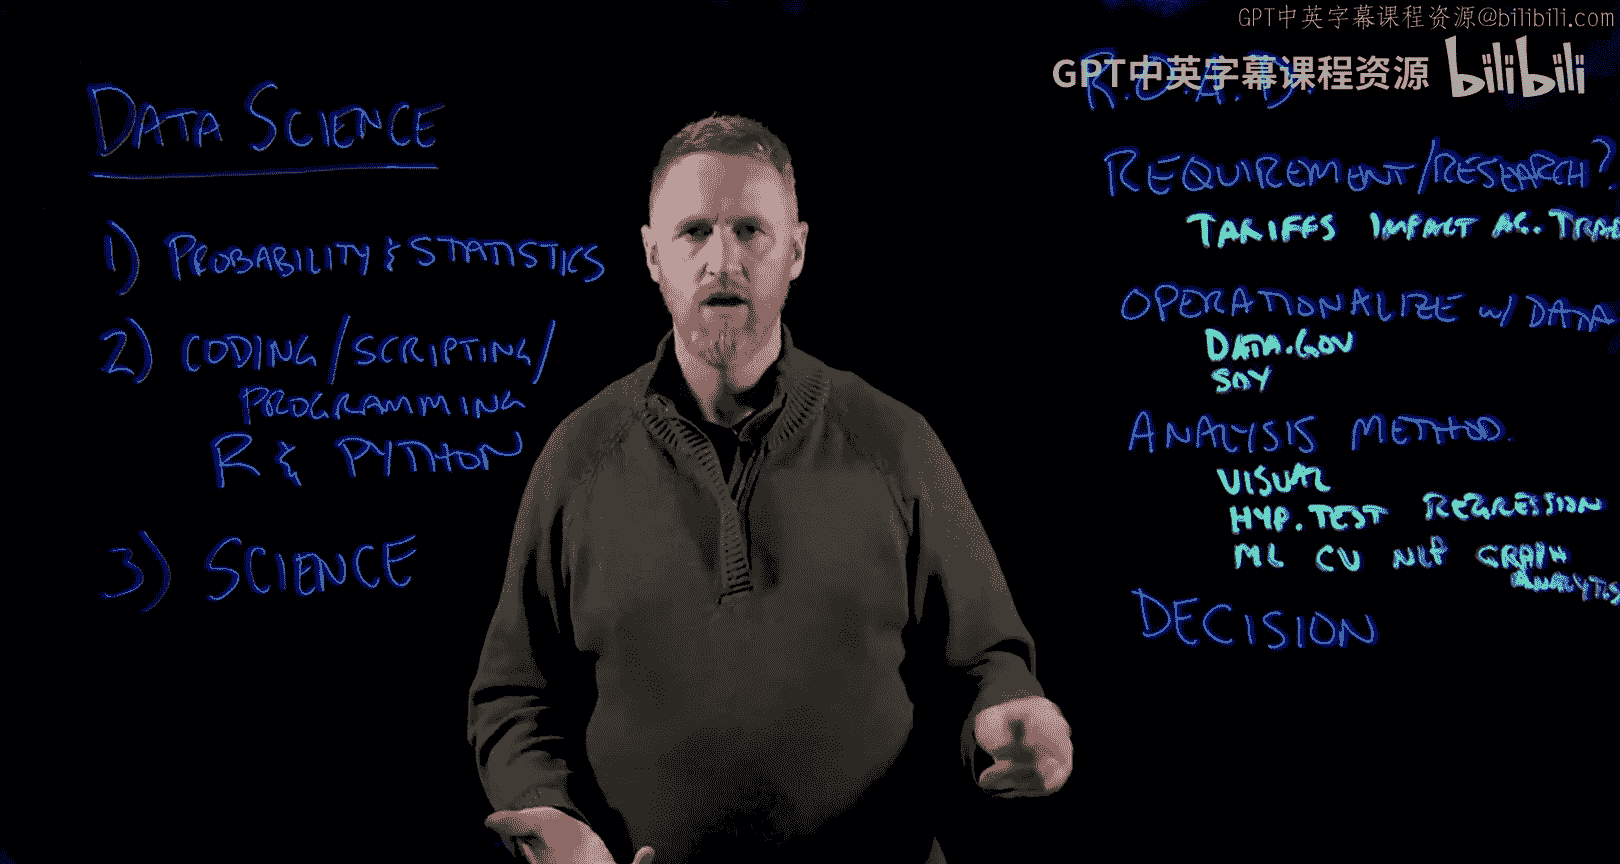 GPT中英字幕课程资源@bilibili.com
GPT中英字幕课程资源 bilibili
DATA SCIENCE
1) PROBABILITY & STATISTICS
2) CODING/SCRIPTING/
PROGRAMMING
R & PYTHON
3) SCIENCE
R.O.A.D.
REQUIREMENT/RESEARCH?
TARIFFS IMPACT AG. TRAD
OPERATIONALIZE W/ DATA
DATA.GOV
SOY
ANALYSIS METHOD.
VISUAL
HYP. TEST REGRESSION
ML CV NLP GRAPH
ANALYTICS
DECISION